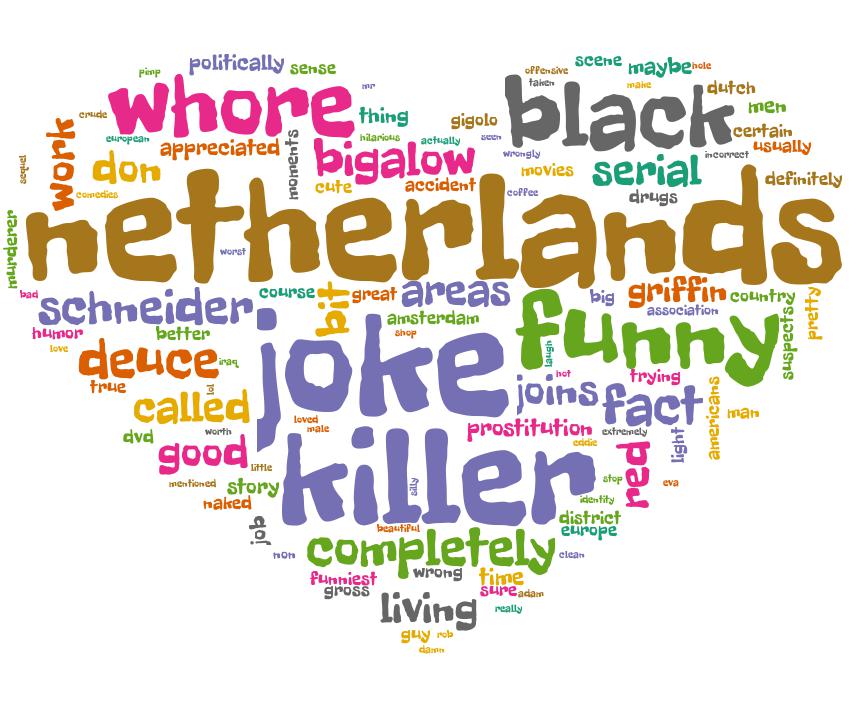 politically sense scene maybe hole
pimp mr offensive taken make dutch
whore black
crude thing gigolo men
european hilarious actually seen certain
work appreciated moments bigalow wrongly incorrect usually
sequel don cute accident movies serial definitely
comedies coffee drugs
netherlands
murderer worst
bad schneider course bit great areas big griffin country
amsterdam association suspects pretty
humor better shop funny
love deuce iraq joke laugh hot trying
true lol joins fact americans man
called loved
dvd worth male prostitution extremely light
good little eddie red
killer
mentioned story silly stop eva
naked identity
job beautiful district
non completely europe clean
funniest wrong time
gross sure adam
living really
guy rob
damn